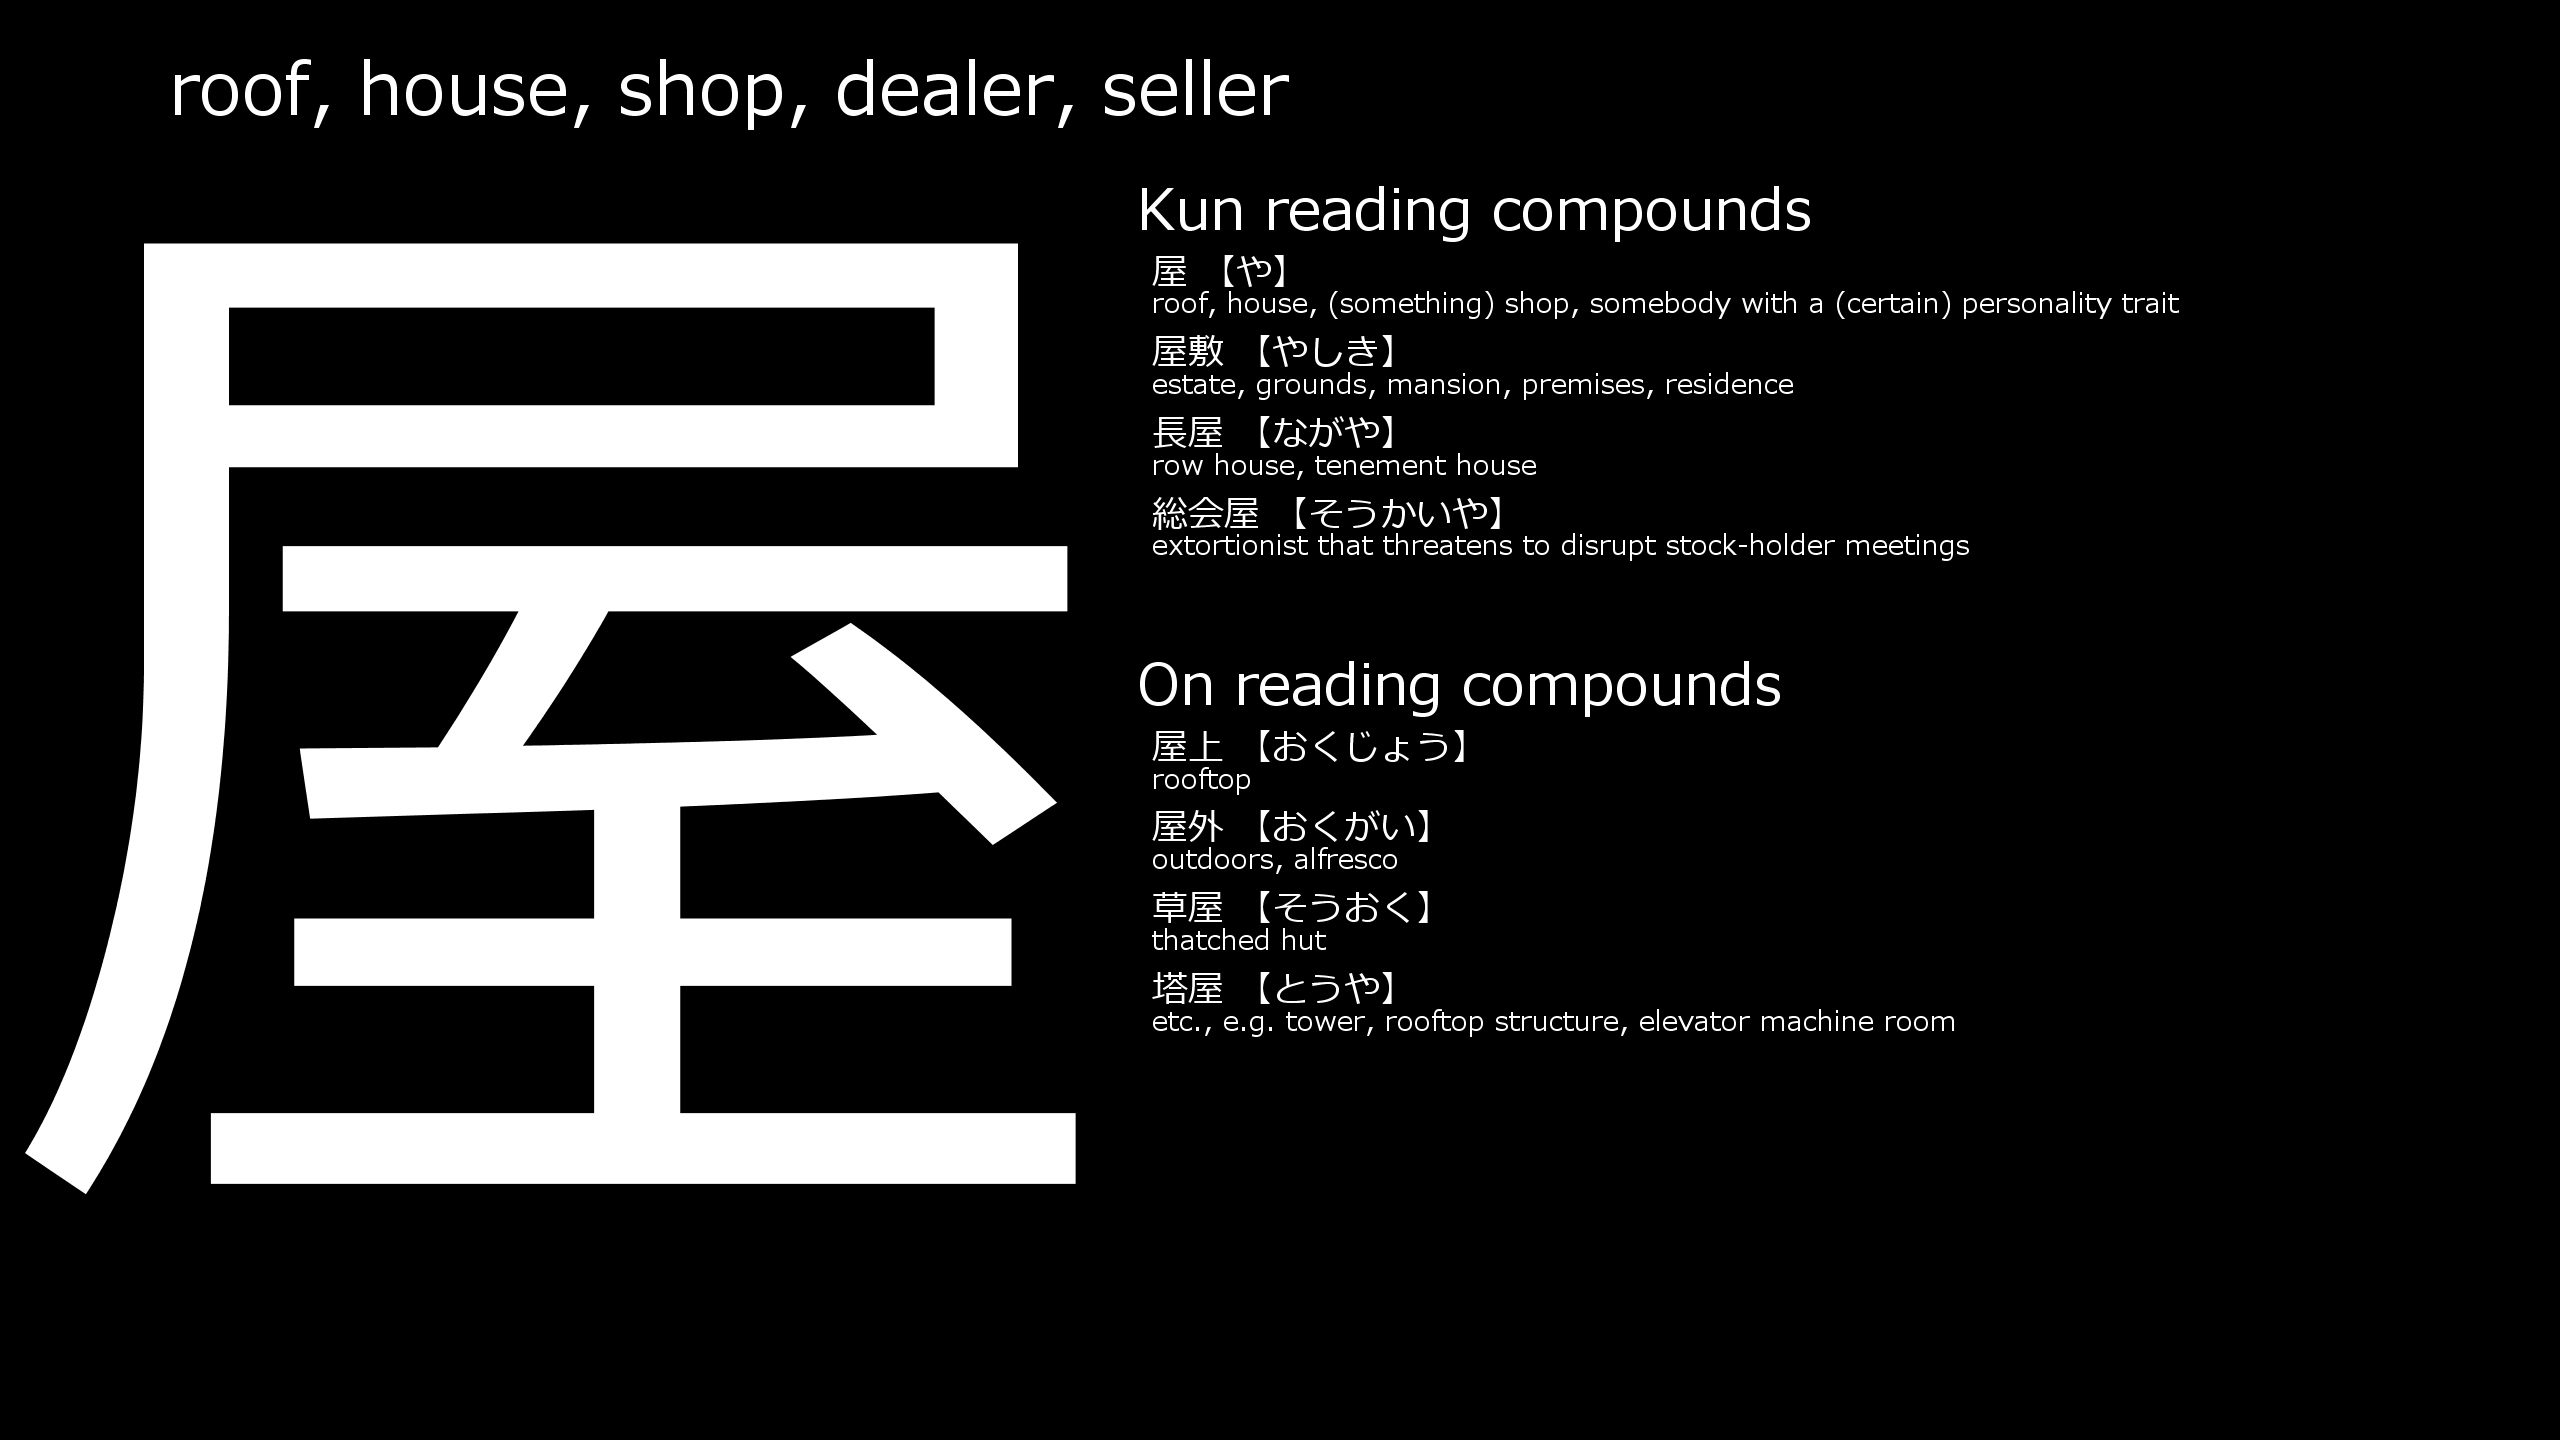 roof, house, shop, dealer, seller
屋
Kun reading compounds
屋 【や】
roof, house, (something) shop, somebody with a (certain) personality trait
屋敷 【やしき】
estate, grounds, mansion, premises, residence
長屋 【ながや】
row house, tenement house
総会屋 【そうかいや】
extortionist that threatens to disrupt stock-holder meetings
On reading compounds
屋上 【おくじょう】
rooftop
屋外 【おくがい】
outdoors, alfresco
草屋 【そうおく】
thatched hut
塔屋 【とうや】
etc., e.g. tower, rooftop structure, elevator machine room